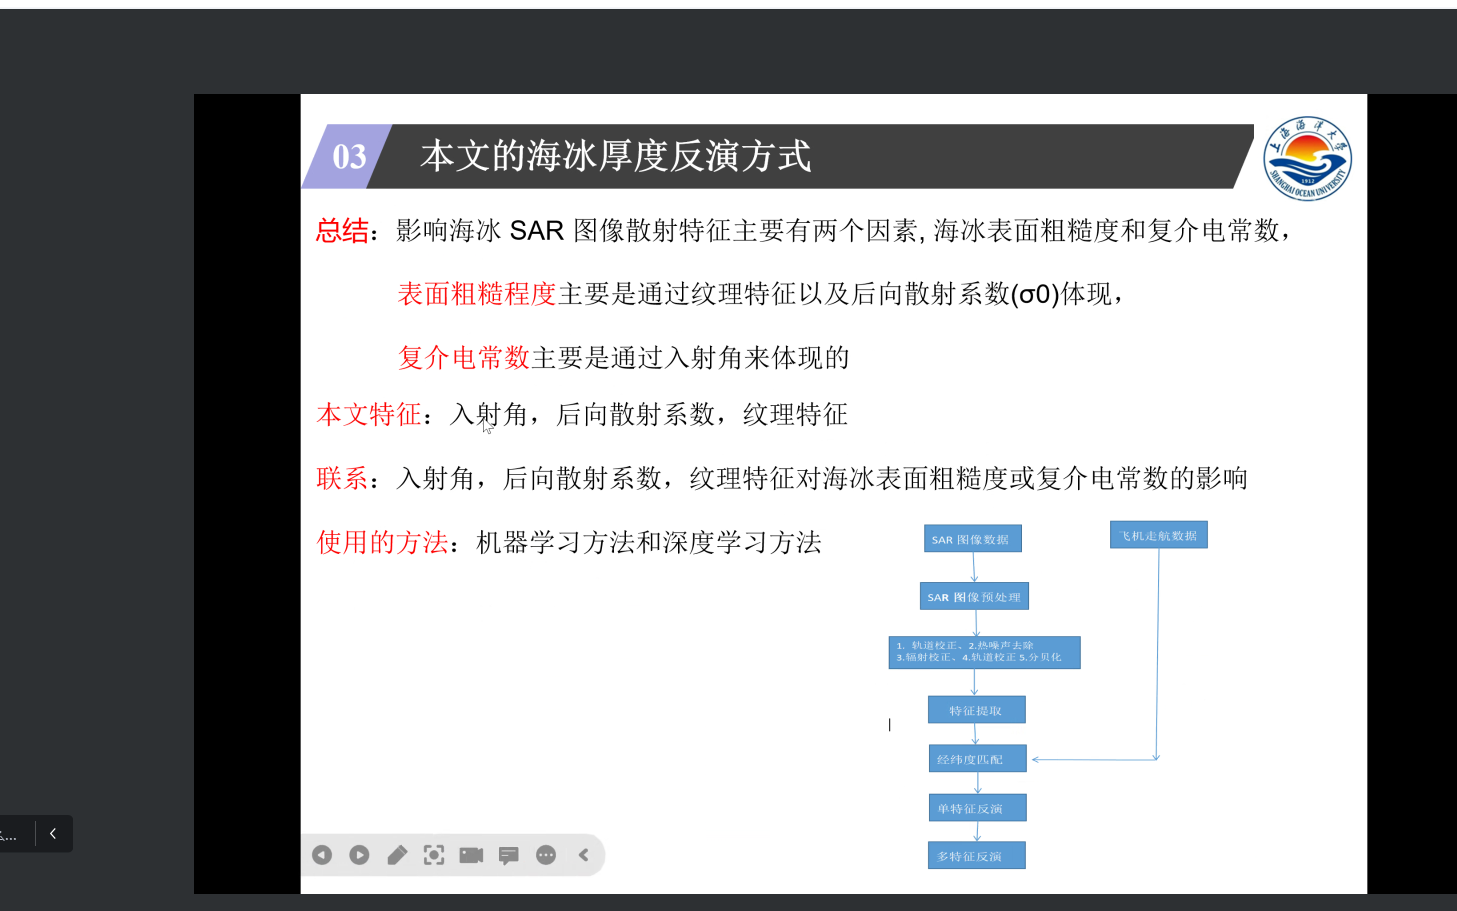 03 本文的海冰厚度反演方式
上海海洋大学
SHANGHAI OCEAN UNIVERSITY
1912
总结：影响海冰 SAR 图像散射特征主要有两个因素, 海冰表面粗糙度和复介电常数，
表面粗糙程度主要是通过纹理特征以及后向散射系数(σ0)体现，
复介电常数主要是通过入射角来体现的
本文特征：入射角，后向散射系数，纹理特征
联系：入射角，后向散射系数，纹理特征对海冰表面粗糙度或复介电常数的影响
使用的方法：机器学习方法和深度学习方法
SAR 图像数据
飞机走航数据
SAR 图像预处理
1. 轨道校正、2.热噪声去除
3.辐射校正、4.轨道校正 5.分贝化
特征提取
经纬度匹配
单特征反演
多特征反演